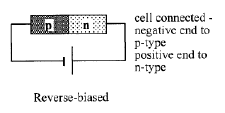 p n
cell connected -
negative end to
p-type
positive end to
n-type
Reverse-biased